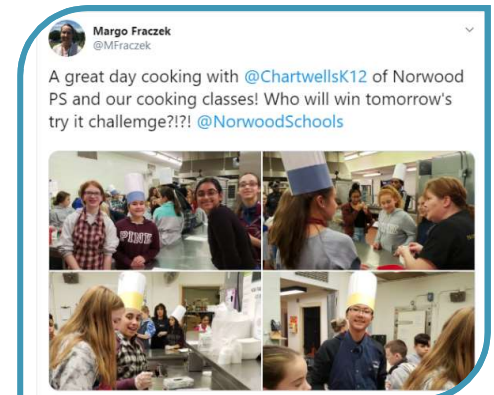 Margo Fraczek
@MFraczek
A great day cooking with @ChartwellsK12 of Norwood
PS and our cooking classes! Who will win tomorrow's
try it challemge?!?! @NorwoodSchools
PINK